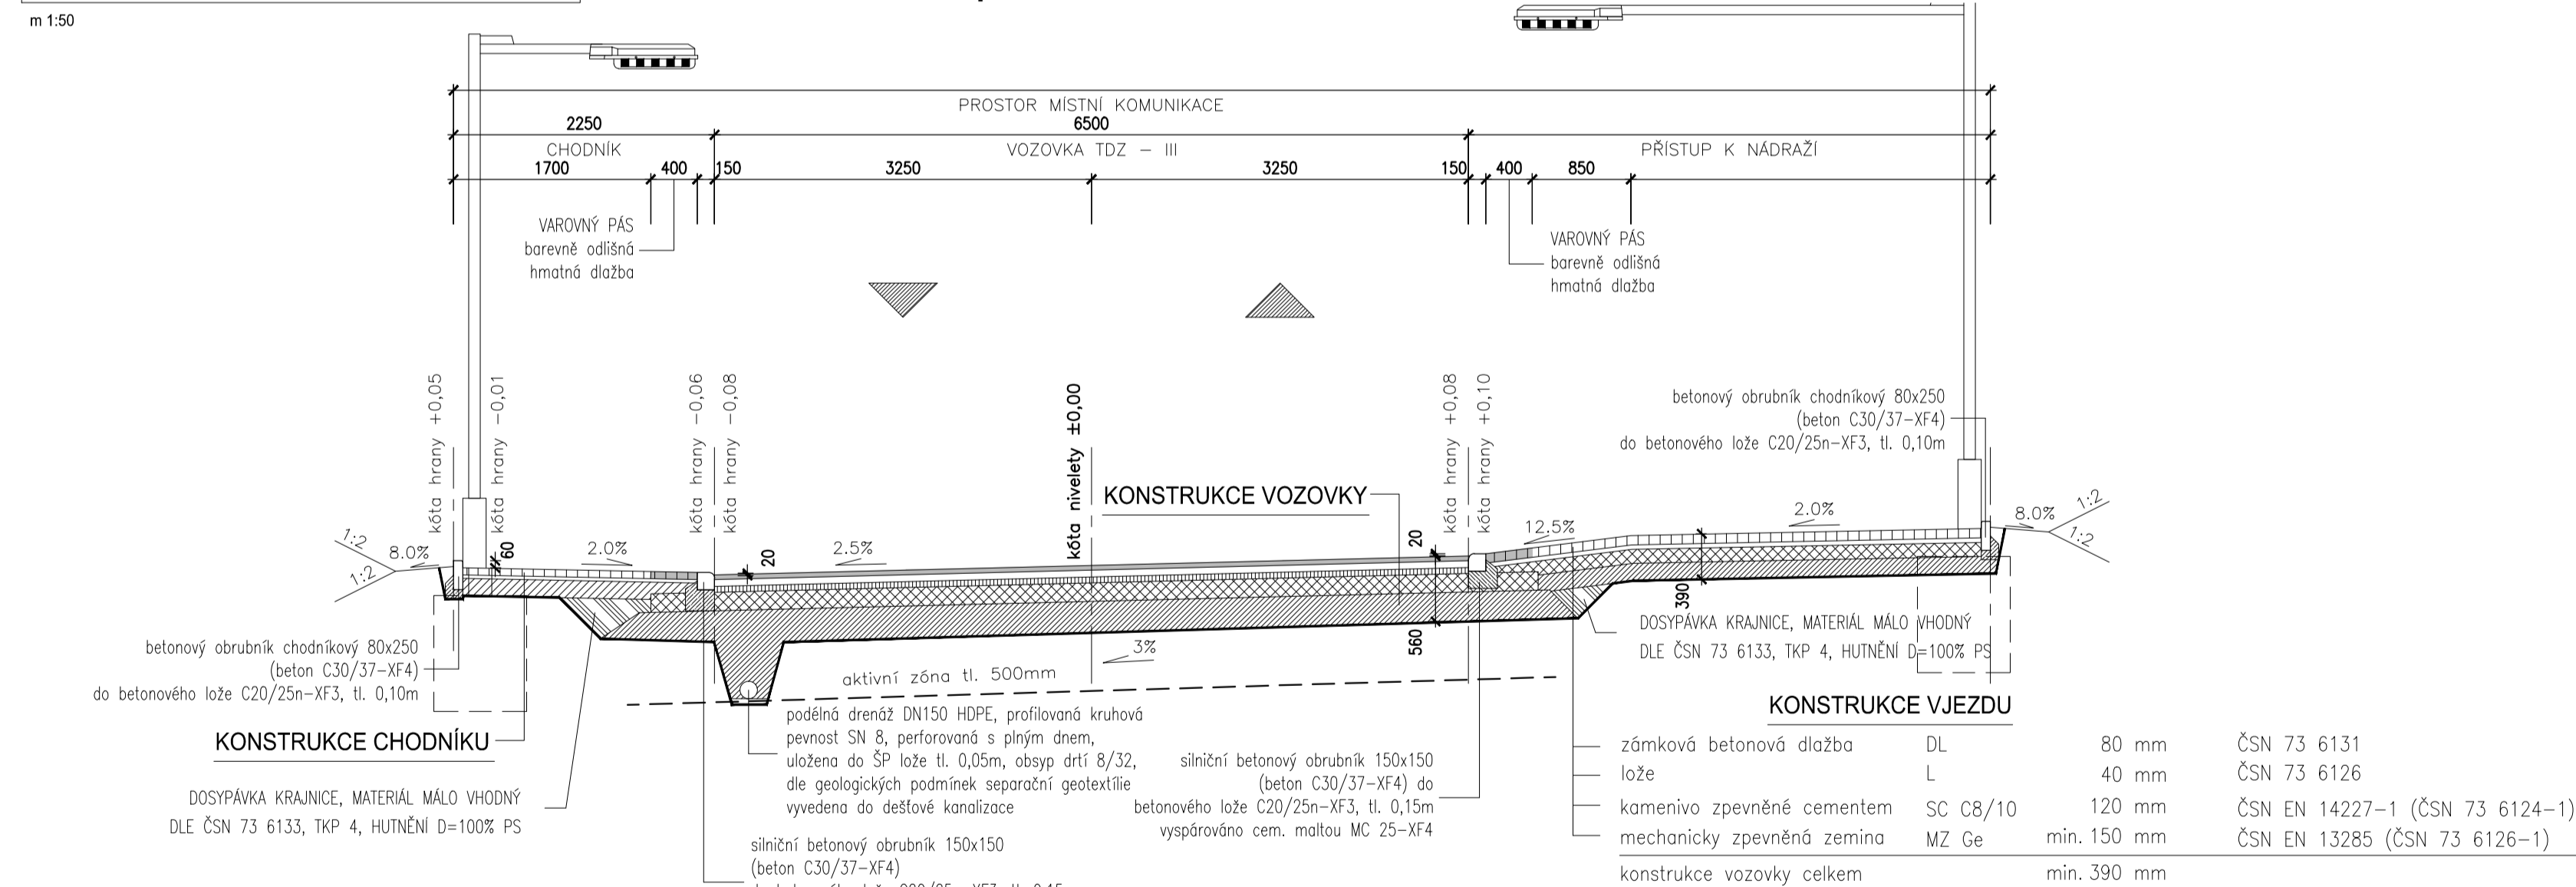 m 1:50
PROSTOR MÍSTNÍ KOMUNIKACE
2250
6500
CHODNÍK
VOZOVKA TDZ – III
PŘÍSTUP K NÁDRAŽÍ
1700
400
150
3250
3250
150
400
850
VAROVNÝ PÁS
barevně odlišná
hmatná dlažba
VAROVNÝ PÁS
barevně odlišná
hmatná dlažba
kóta hrany +0,05
kóta hrany –0,01
kóta hrany –0,06
kóta hrany –0,08
kóta nivelety ±0,00
kóta hrany +0,08
kóta hrany +0,10
betonový obrubník chodníkový 80x250
(beton C30/37–XF4)
do betonového lože C20/25n–XF3, tl. 0,10m
KONSTRUKCE VOZOVKY
1:2
8.0%
1:2
60
2.0%
20
2.5%
20
12.5%
2.0%
8.0%
1:2
1:2
390
560
3%
aktivní zóna tl. 500mm
DOSYPÁVKA KRAJNICE, MATERIÁL MÁLO VHODNÝ
DLE ČSN 73 6133, TKP 4, HUTNĚNÍ D=100% PS
betonový obrubník chodníkový 80x250
(beton C30/37–XF4)
do betonového lože C20/25n–XF3, tl. 0,10m
KONSTRUKCE CHODNÍKU
DOSYPÁVKA KRAJNICE, MATERIÁL MÁLO VHODNÝ
DLE ČSN 73 6133, TKP 4, HUTNĚNÍ D=100% PS
podélná drenáž DN150 HDPE, profilovaná kruhová
pevnost SN 8, perforovaná s plným dnem,
uložena do ŠP lože tl. 0,05m, obsyp drtí 8/32,
dle geologických podmínek separační geotextílie
vyvedena do dešťové kanalizace
silniční betonový obrubník 150x150
(beton C30/37–XF4)
silniční betonový obrubník 150x150
(beton C30/37–XF4) do
betonového lože C20/25n–XF3, tl. 0,15m
vyspárováno cem. maltou MC 25–XF4
KONSTRUKCE VJEZDU
zámková betonová dlažba DL 80 mm ČSN 73 6131
lože L 40 mm ČSN 73 6126
kamenivo zpevněné cementem SC C8/10 120 mm ČSN EN 14227–1 (ČSN 73 6124–1)
mechanicky zpevněná zemina MZ Ge min. 150 mm ČSN EN 13285 (ČSN 73 6126–1)
konstrukce vozovky celkem min. 390 mm